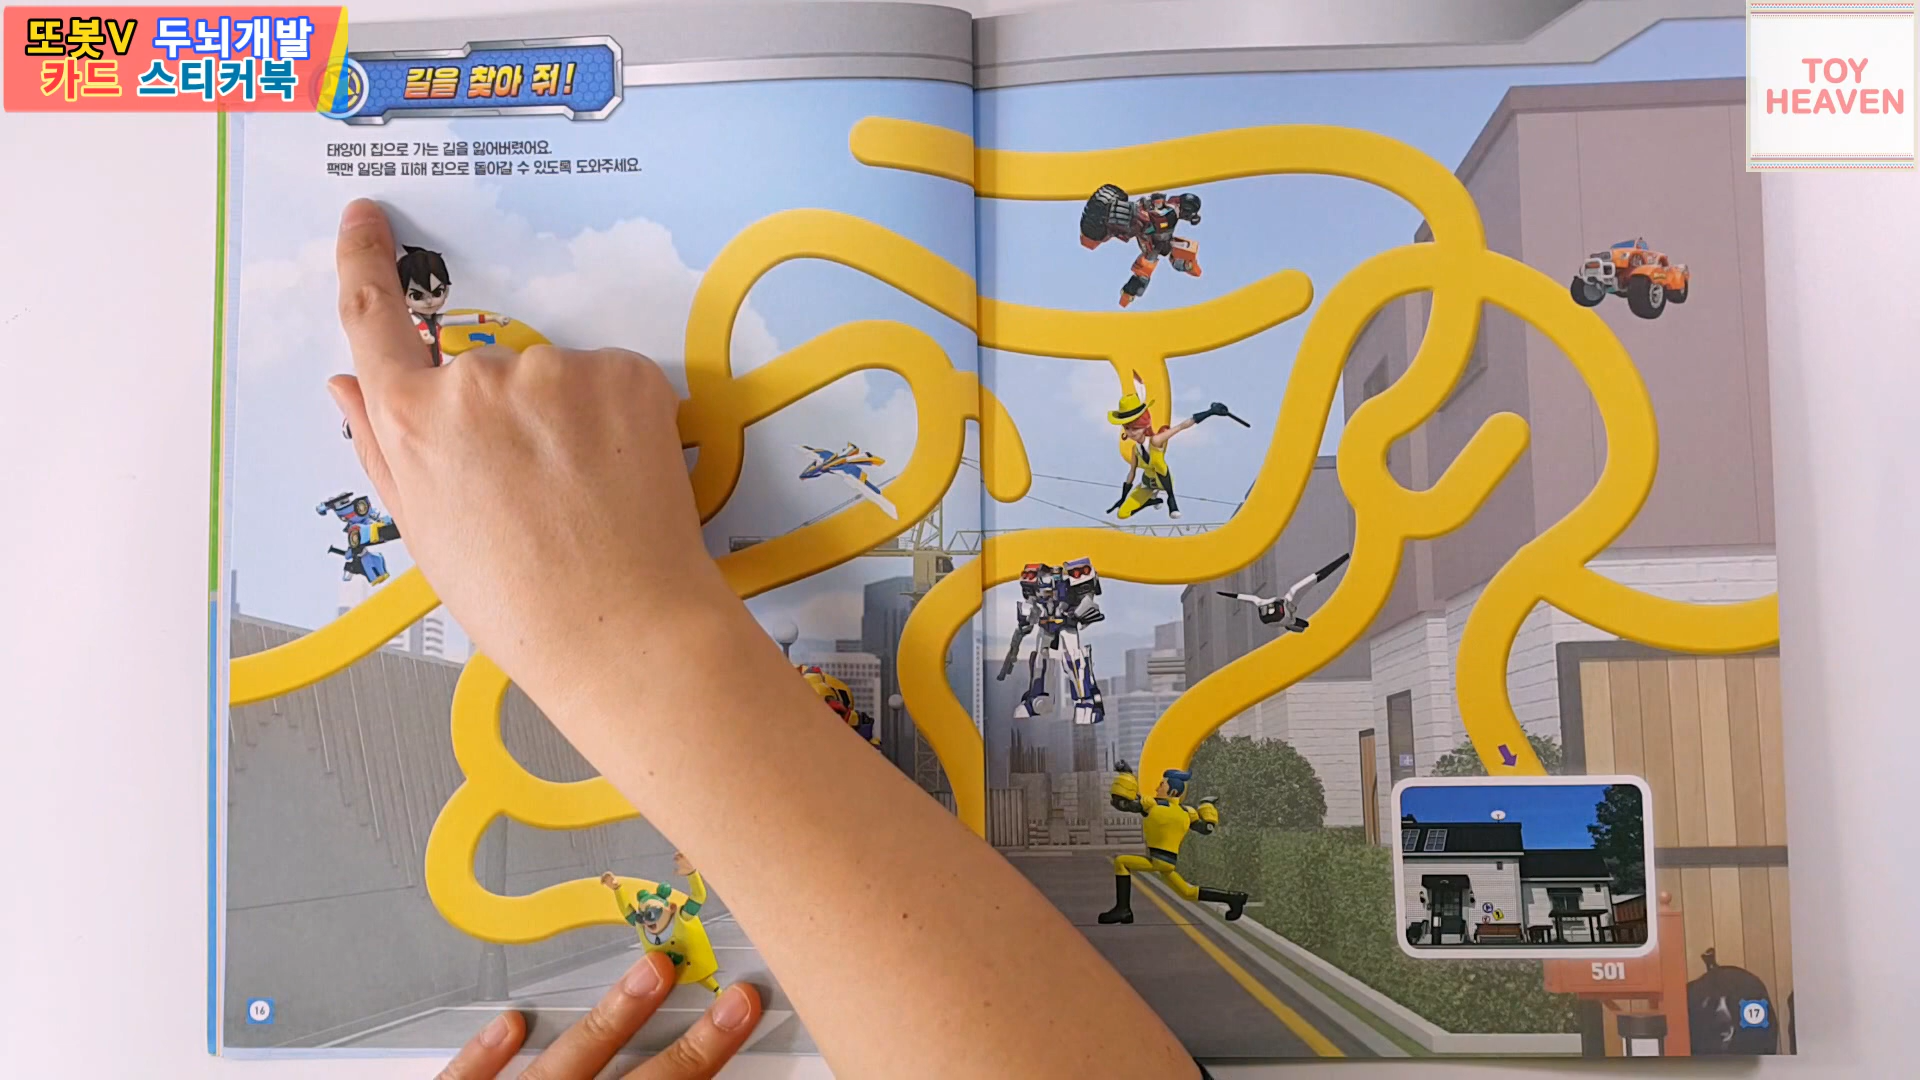 또봇V 두뇌개발
카드 스티커북
길을 찾아 줘!
태양이 집으로 가는 길을 잃어버렸어요.
팩맨 일당을 피해 집으로 돌아갈 수 있도록 도와주세요.
TOY
HEAVEN
501
16
17